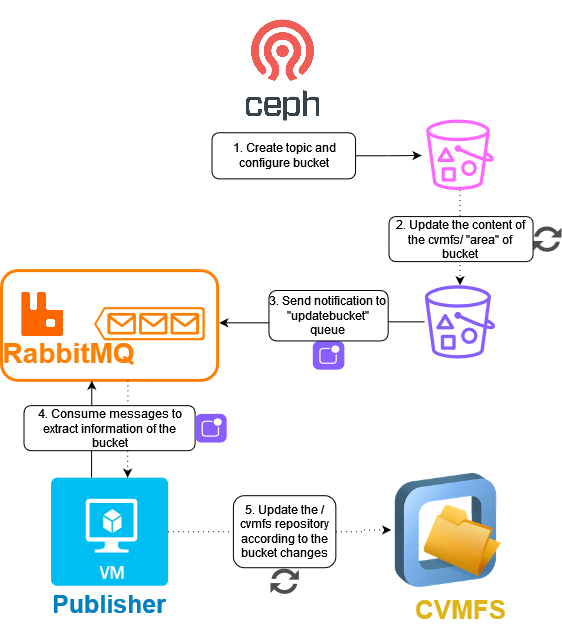 ceph
1. Create topic and
configure bucket
2. Update the content of
the cvmfs/ "area" of
bucket
3. Send notification to
"updatebucket"
queue
RabbitMQ
4. Consume messages to
extract information of the
bucket
VM
Publisher
5. Update the /
cvmfs repository
according to the
bucket changes
CVMFS